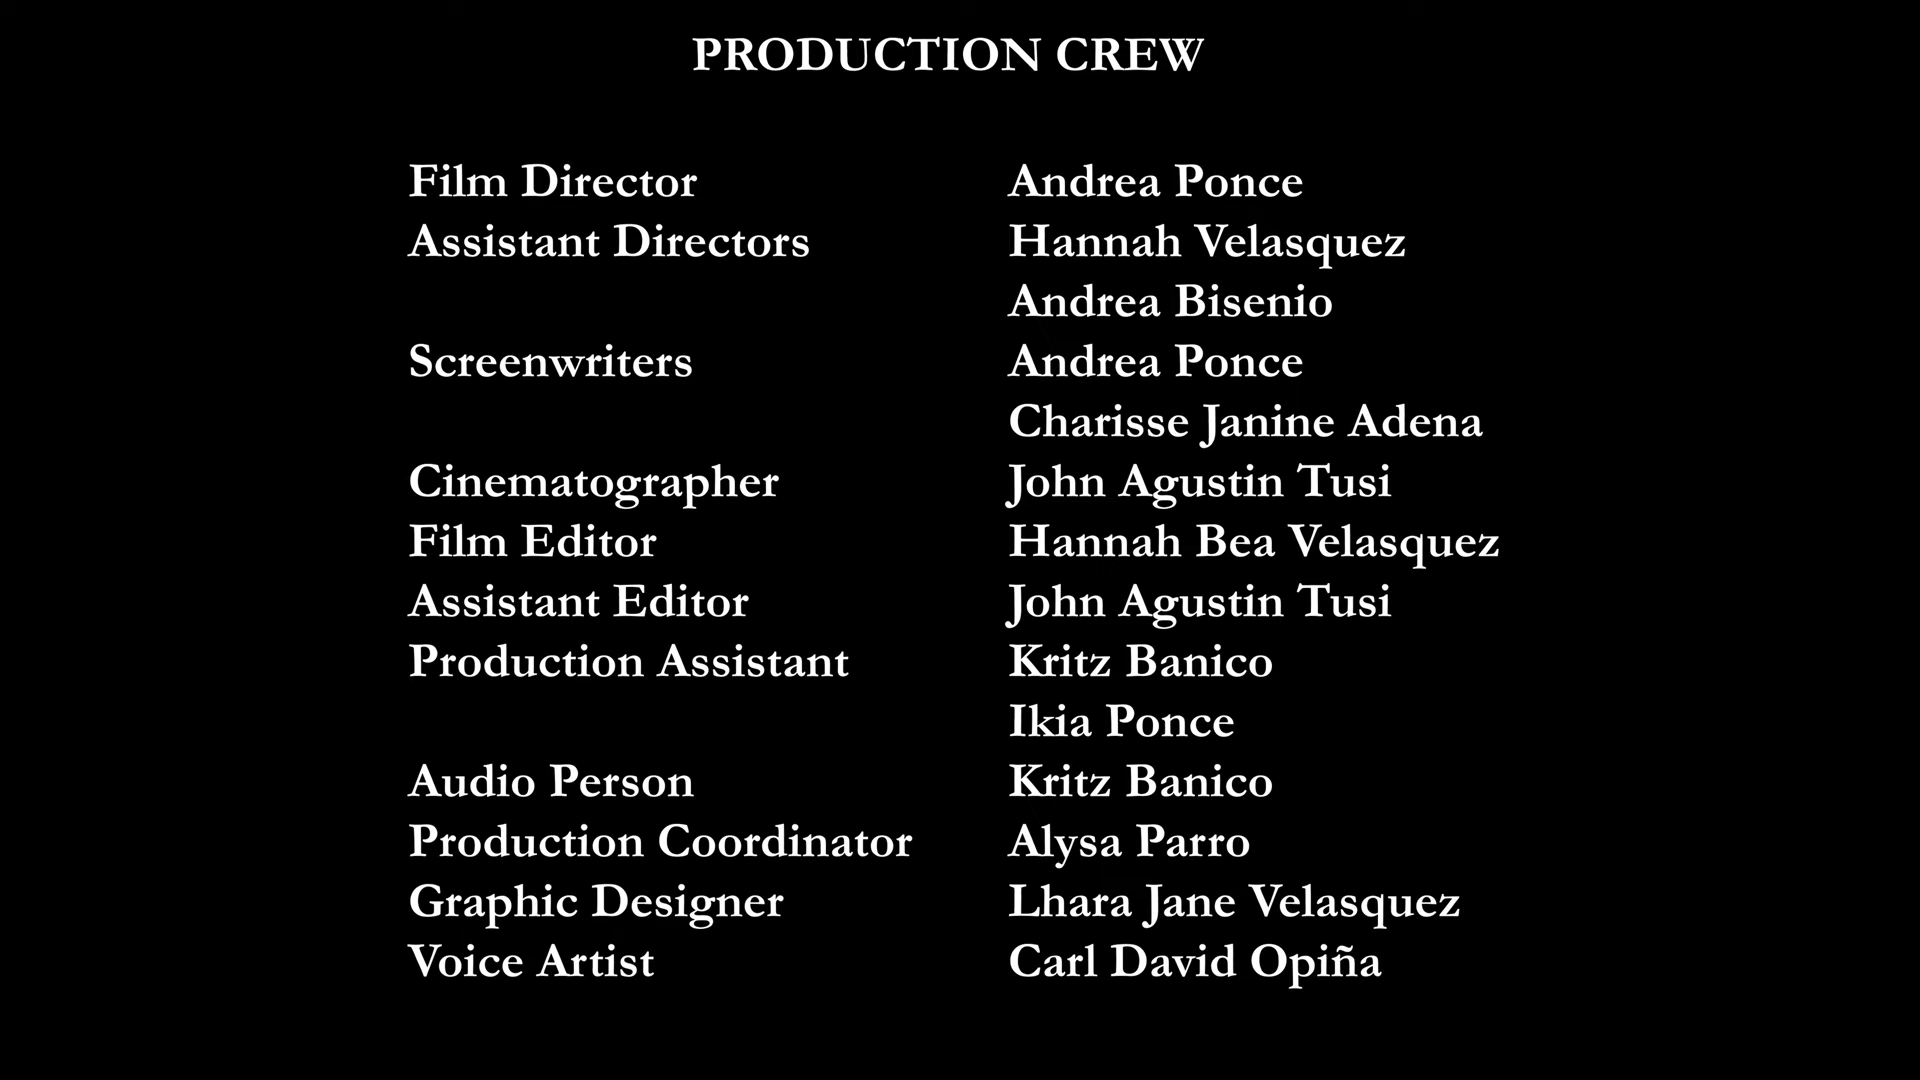 PRODUCTION CREW
Film Director Andrea Ponce
Assistant Directors Hannah Velasquez
Andrea Bisenio
Screenwriters Andrea Ponce
Charisse Janine Adena
Cinematographer John Agustin Tusi
Film Editor Hannah Bea Velasquez
Assistant Editor John Agustin Tusi
Production Assistant Kritz Banico
Ikia Ponce
Audio Person Kritz Banico
Production Coordinator Alysa Parro
Graphic Designer Lhara Jane Velasquez
Voice Artist Carl David Opiña